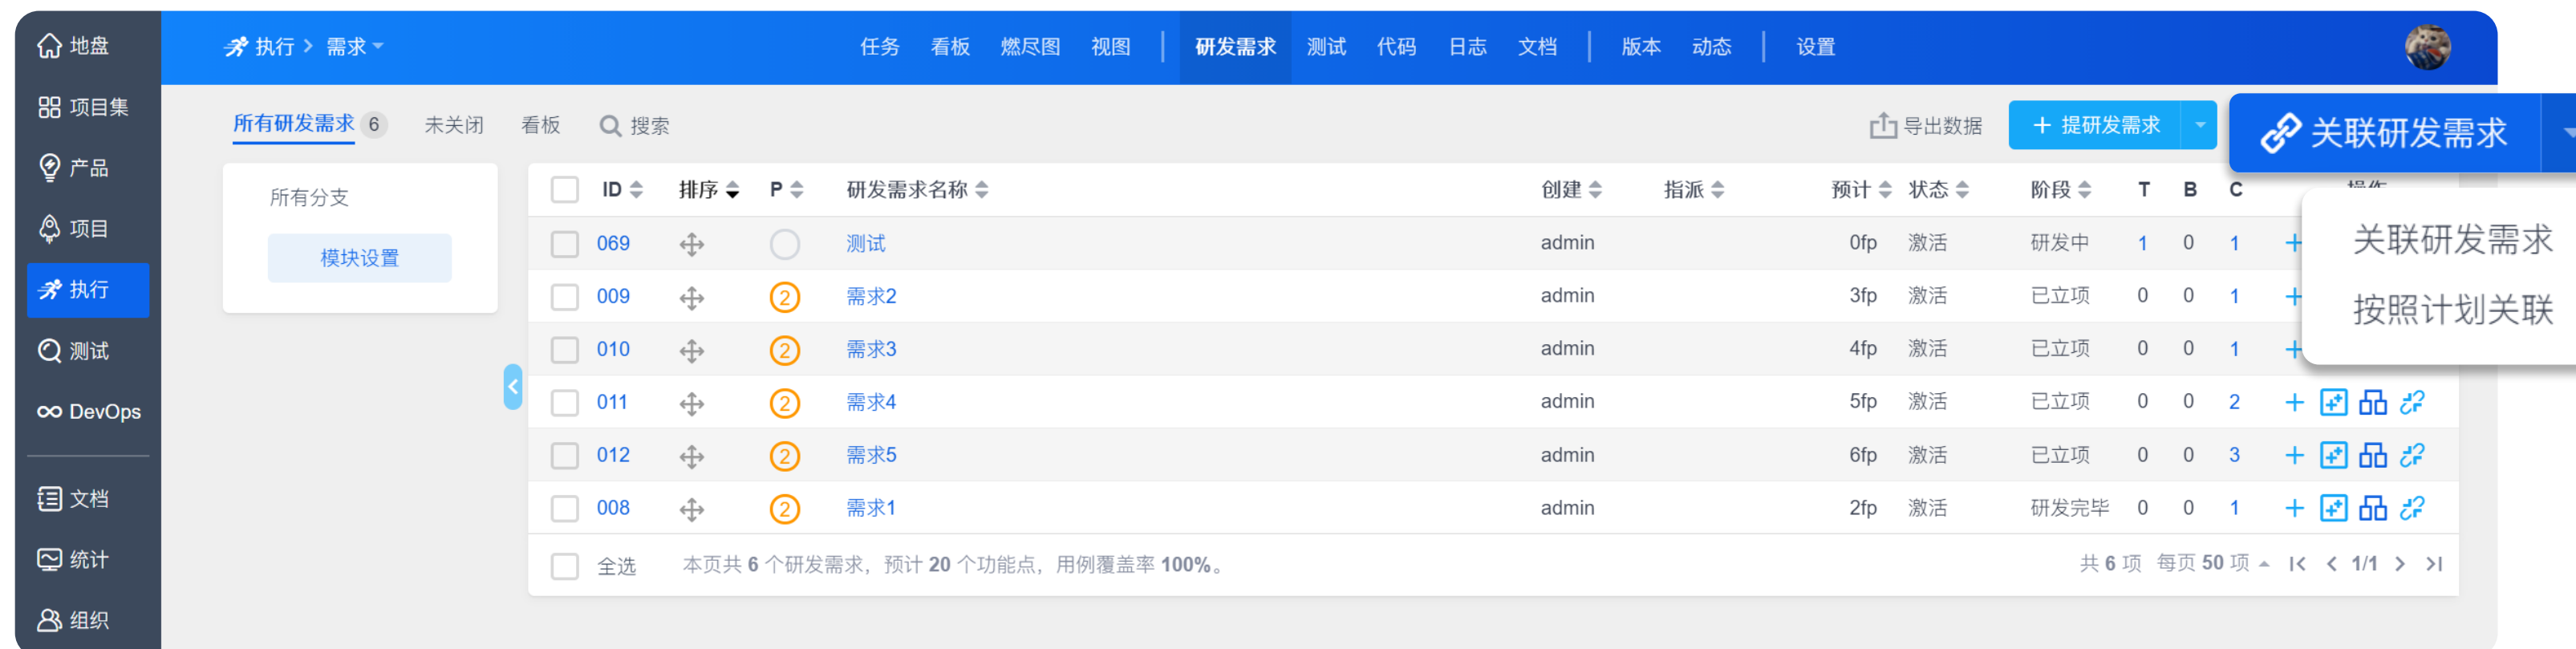 地盘
项目集
产品
项目
执行
测试
DevOps
文档
统计
组织
执行 > 需求
任务 看板 燃尽图 视图 研发需求 测试 代码 日志 文档 版本 动态 设置
所有研发需求 6 未关闭 看板 搜索
导出数据 + 提研发需求 关联研发需求
所有分支
模块设置
关联研发需求
按照计划关联
ID 排序 P 研发需求名称 创建 指派 预计 状态 阶段 T B C 操作
069 测试 admin 0fp 激活 研发中 1 0 1
009 2 需求2 admin 3fp 激活 已立项 0 0 1
010 2 需求3 admin 4fp 激活 已立项 0 0 1
011 2 需求4 admin 5fp 激活 已立项 0 0 2
012 2 需求5 admin 6fp 激活 已立项 0 0 3
008 2 需求1 admin 2fp 激活 研发完毕 0 0 1
全选 本页共 6 个研发需求，预计 20 个功能点，用例覆盖率 100%。
共 6 项 每页 50 项 1/1